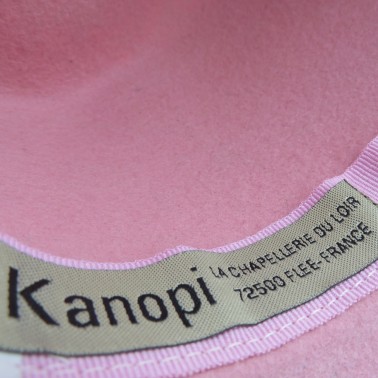 Kanopi
LA CHAPELLERIE DU LOIR
72500 FLEE-FRANCE